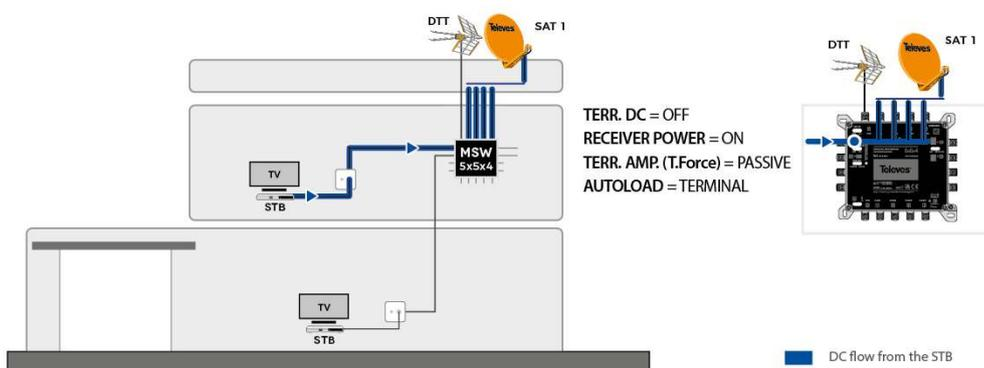 DTT
Televes
SAT 1
MSW
5x5x4
TV
STB
TV
STB
TERR. DC = OFF
RECEIVER POWER = ON
TERR. AMP. (T.Force) = PASSIVE
AUTOLOAD = TERMINAL
DTT
Televes
SAT 1
Televes
DC flow from the STB